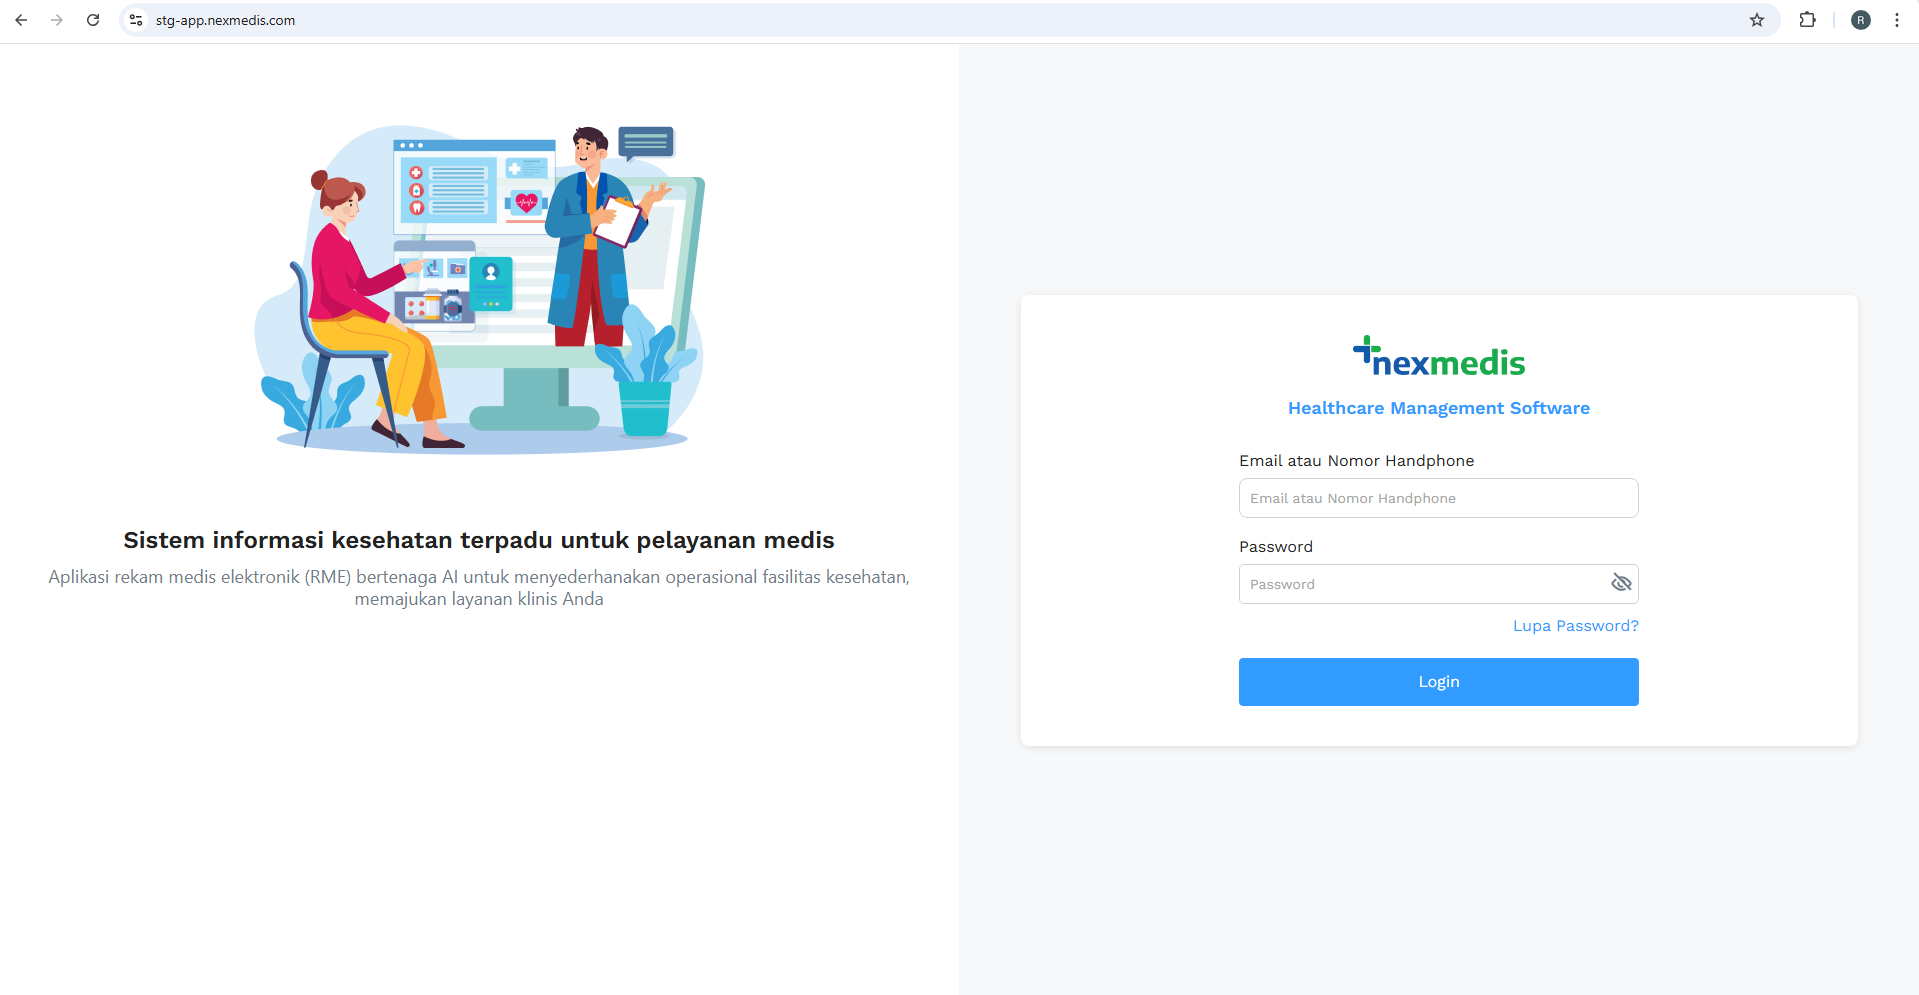 stg-app.nexmedis.com
R
Sistem informasi kesehatan terpadu untuk pelayanan medis
Aplikasi rekam medis elektronik (RME) bertenaga AI untuk menyederhanakan operasional fasilitas kesehatan,
memajukan layanan klinis Anda
nexmedis
Healthcare Management Software
Email atau Nomor Handphone
Email atau Nomor Handphone
Password
Password
Lupa Password?
Login